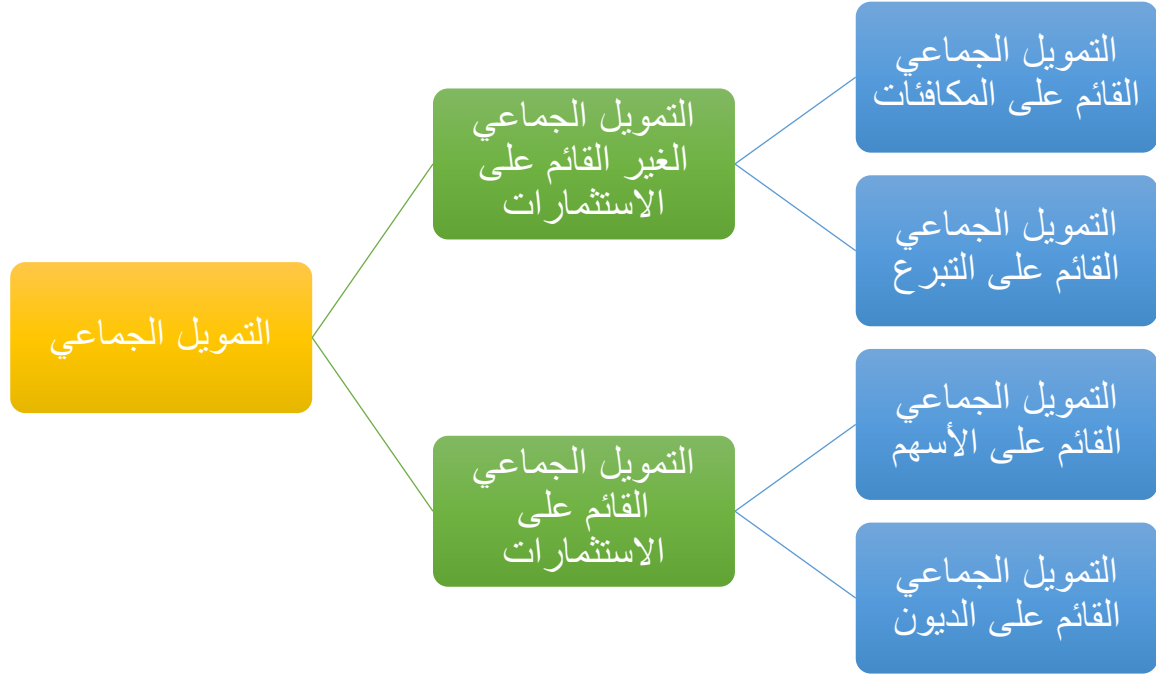 التمويل الجماعي
التمويل الجماعي
الغير القائم على
الاستثمارات
التمويل الجماعي
القائم على
الاستثمارات
التمويل الجماعي
القائم على المكافئات
التمويل الجماعي
القائم على التبرع
التمويل الجماعي
القائم على الأسهم
التمويل الجماعي
القائم على الديون